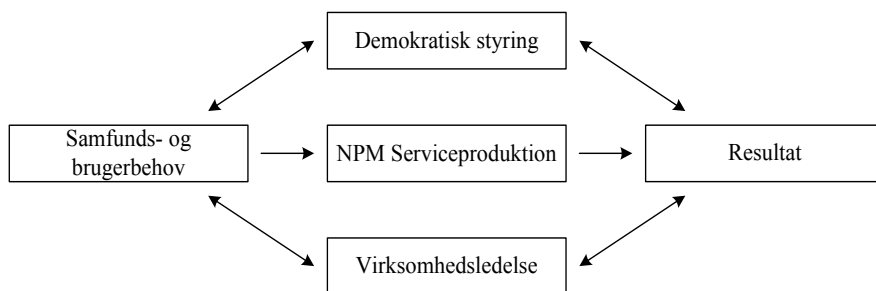 Demokratisk styring
Samfunds- og
brugerbehov
NPM Serviceproduktion
Resultat
Virksomhedsledelse